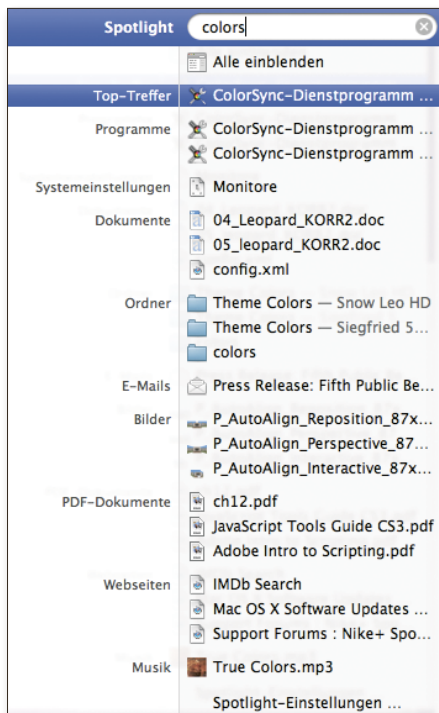 Spotlight colors
Alle einblenden
Top-Treffer ColorSync-Dienstprogramm ...
Programme ColorSync-Dienstprogramm ...
ColorSync-Dienstprogramm ...
Systemeinstellungen Monitore
Dokumente 04_Leopard_KORR2.doc
05_leopard_KORR2.doc
config.xml
Ordner Theme Colors — Snow Leo HD
Theme Colors — Siegfried 5...
colors
E-Mails Press Release: Fifth Public Be...
Bilder P_AutoAlign_Reposition_87x...
P_AutoAlign_Perspective_87...
P_AutoAlign_Interactive_87x...
PDF-Dokumente ch12.pdf
JavaScript Tools Guide CS3.pdf
Adobe Intro to Scripting.pdf
Webseiten IMDb Search
Mac OS X Software Updates ...
Support Forums : Nike+ Spo...
Musik True Colors.mp3
Spotlight-Einstellungen ...